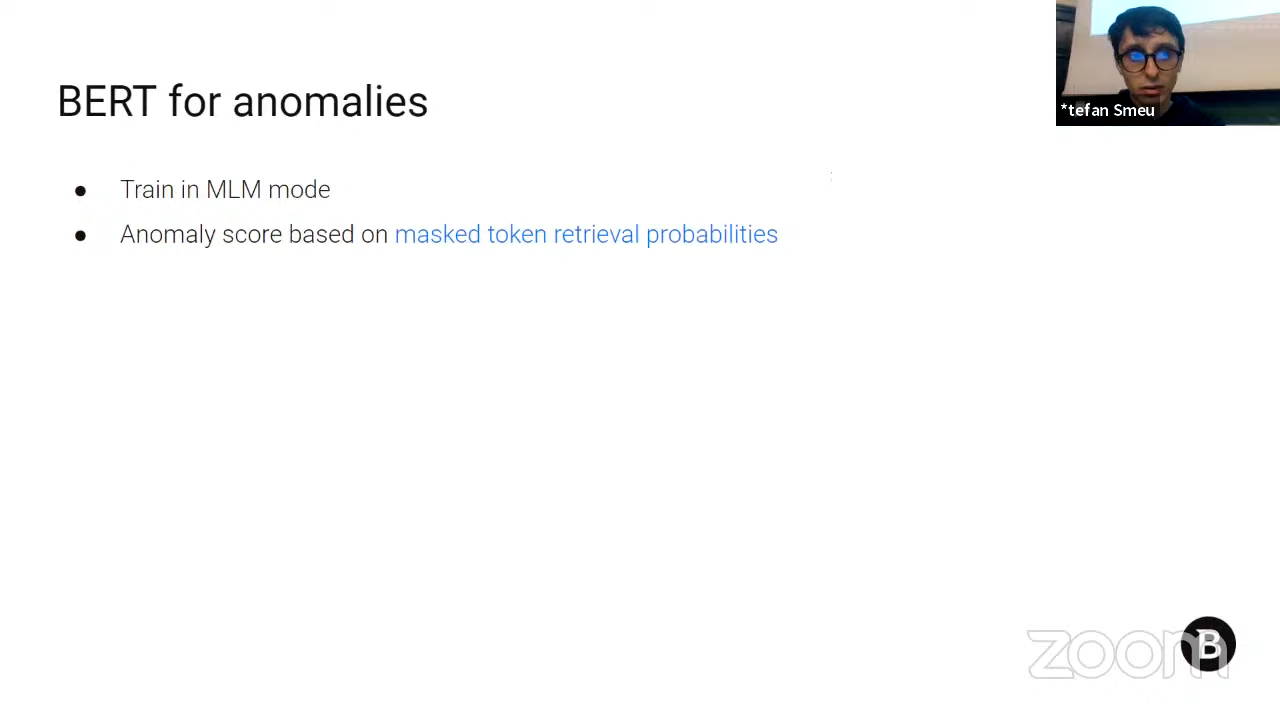 BERT for anomalies
*tefan Smeu
● Train in MLM mode
● Anomaly score based on masked token retrieval probabilities
zoom
B